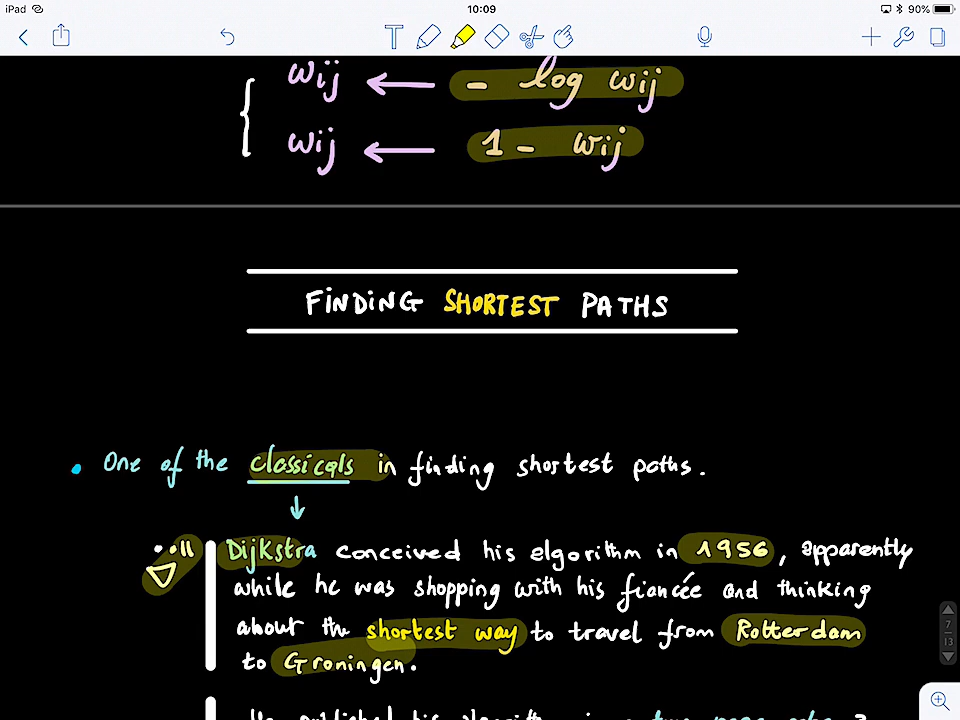 iPad 10:09 90%
wij ← - log wij
wij ← 1 - wij
FINDING SHORTEST PATHS
• One of the classicals in finding shortest paths.
Dijkstra conceived his elgorithm in 1956, apparently
while he was shopping with his fiancée and thinking
about the shortest way to travel from Rotterdam
to Groningen.
7
13